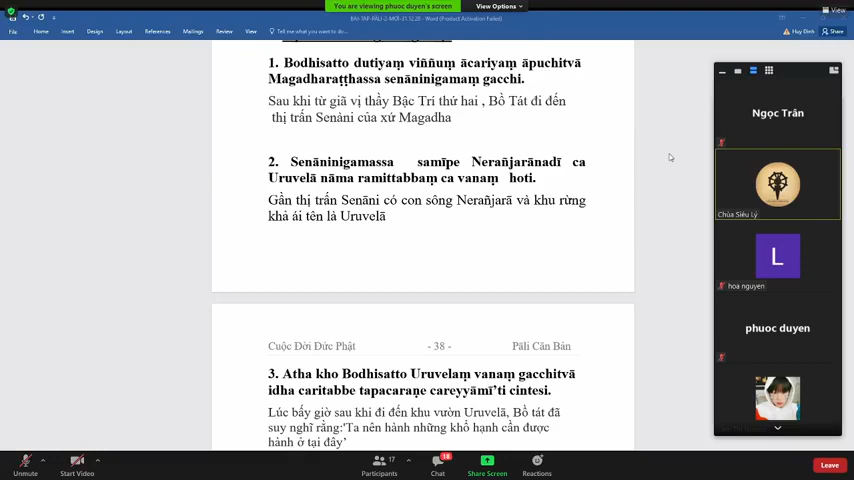 You are viewing phuoc duyen's screen
View Options
View
BAI-TAP-PALI-2-MOI-31.12.20 - Word (Product Activation Failed)
File Home Insert Design Layout References Mailings Review View Tell me what you want to do...
Huy Dinh Share
1. Bodhisatto dutiyaṃ viññuṃ ācariyaṃ āpuchitvā
Magadharaṭṭhassa senāninigamaṃ gacchi.
Sau khi từ giã vị thầy Bậc Trí thứ hai , Bồ Tát đi đến
thị trấn Senàni của xứ Magadha
2. Senāninigamassa samīpe Nerañjarānadī ca
Uruvelā nāma ramittabbaṃ ca vanaṃ hoti.
Gần thị trấn Senāni có con sông Nerañjarā và khu rừng
khả ái tên là Uruvelā
Cuộc Đời Đức Phật - 38 - Pāli Căn Bản
3. Atha kho Bodhisatto Uruvelaṃ vanaṃ gacchitvā
idha caritabbe tapacaraṇe careyyāmī'ti cintesi.
Lúc bấy giờ sau khi đi đến khu vườn Uruvelā, Bồ tát đã
suy nghĩ rằng:'Ta nên hành những khổ hạnh cần được
hành ở tại đây'
Ngọc Trân
Chùa Siêu Lý
L
hoa nguyen
phuoc duyen
Unmute
Start Video
17
Participants
18
Chat
Share Screen
Reactions
Leave